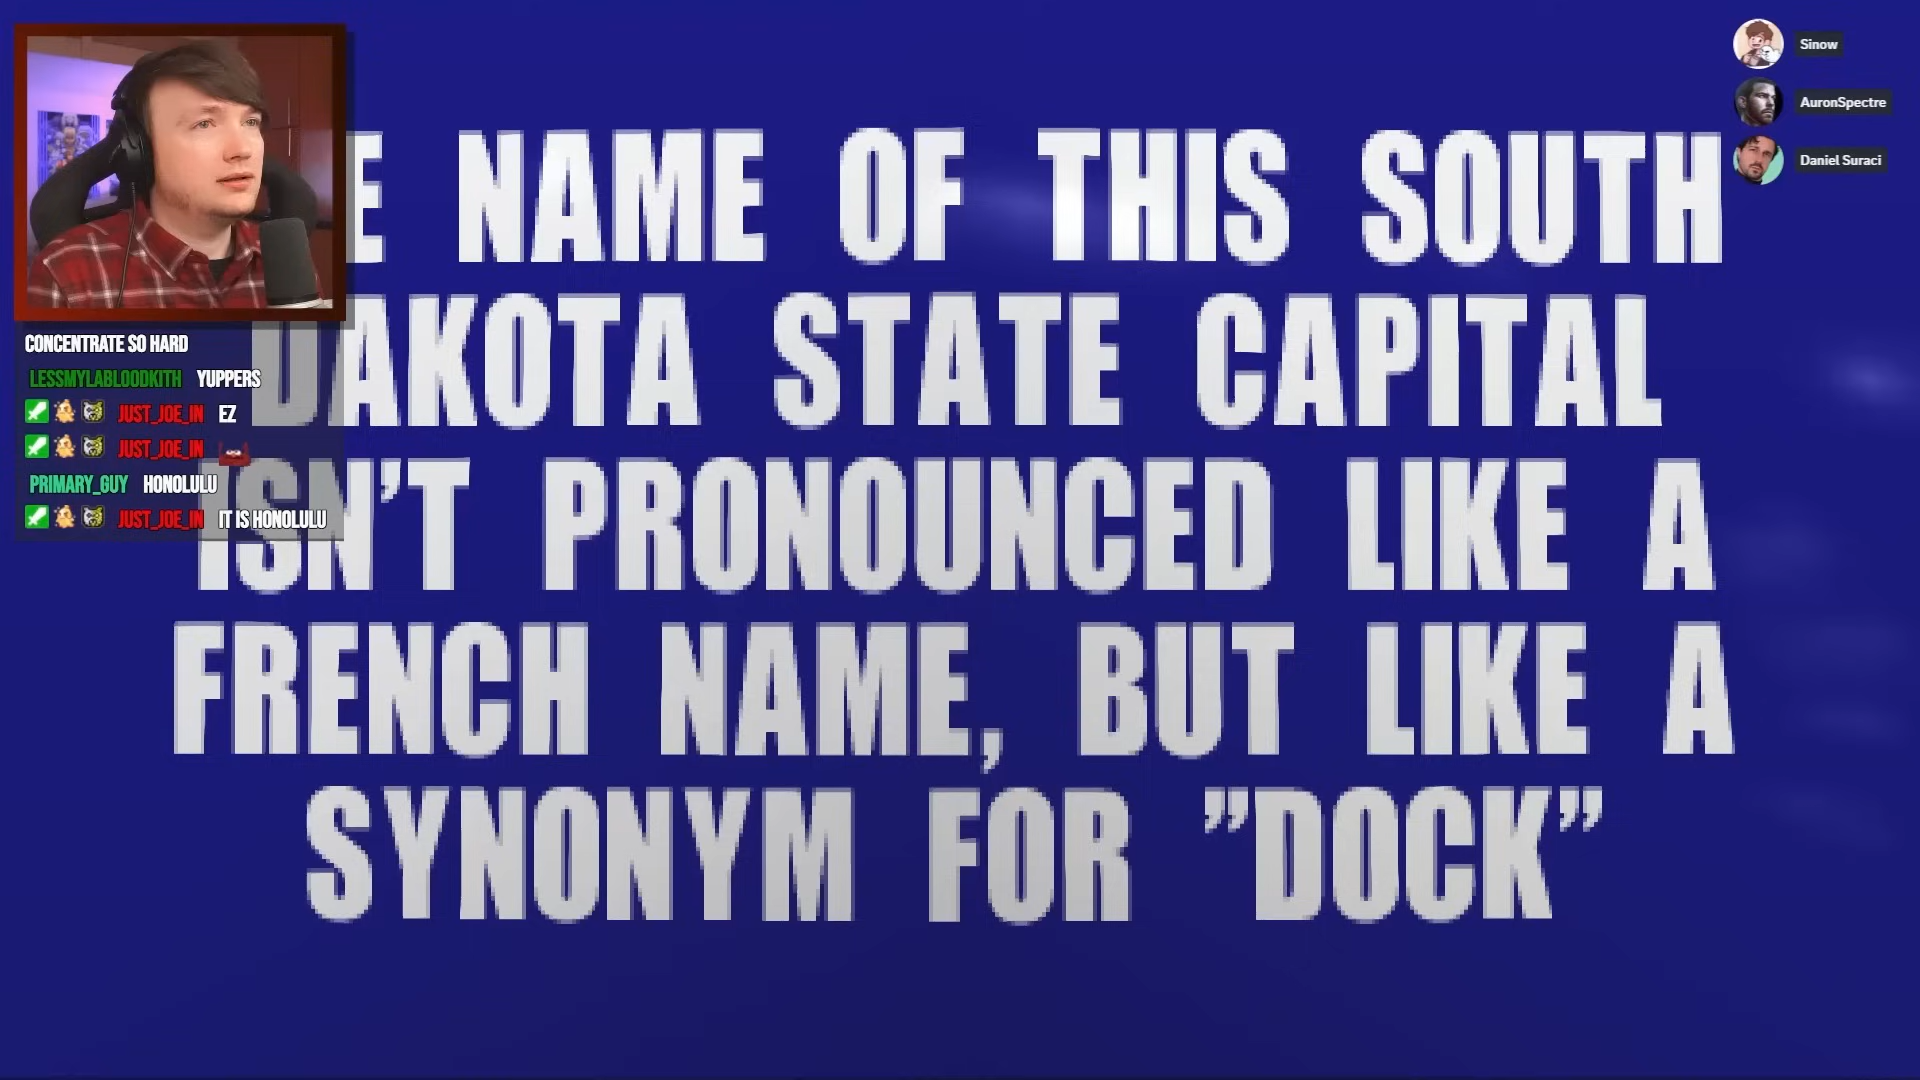 E NAME OF THIS SOUTH
DAKOTA STATE CAPITAL
ISN'T PRONOUNCED LIKE A
FRENCH NAME, BUT LIKE A
SYNONYM FOR ”DOCK”
CONCENTRATE SO HARD
LESSMYLABLOODKITH YUPPERS
JUST_JOE_IN EZ
JUST_JOE_IN
PRIMARY_GUY HONOLULU
JUST_JOE_IN IT IS HONOLULU
Sinow
AuronSpectre
Daniel Suraci